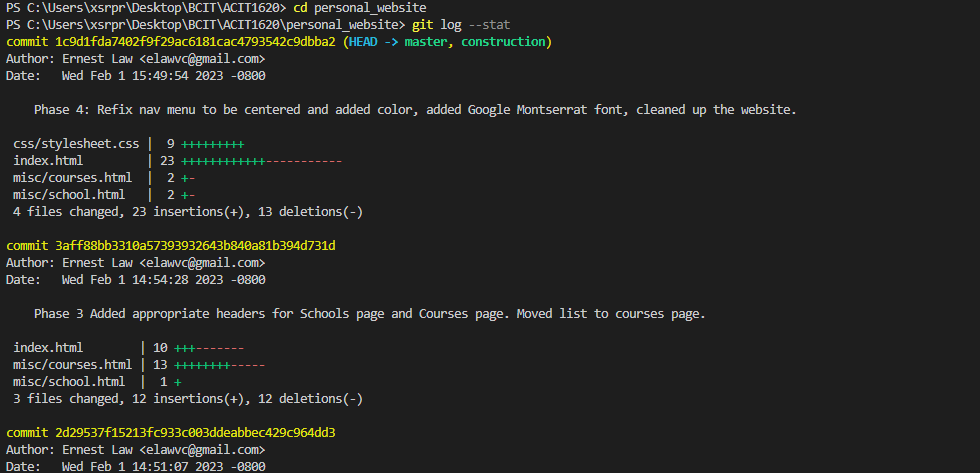 PS C:\Users\xsrpr\Desktop\BCIT\ACIT1620> cd personal_website
PS C:\Users\xsrpr\Desktop\BCIT\ACIT1620\personal_website> git log --stat
commit 1c9d1fda7402f9f29ac6181cac4793542c9dbba2 (HEAD -> master, construction)
Author: Ernest Law <elawvc@gmail.com>
Date:   Wed Feb 1 15:49:54 2023 -0800
    Phase 4: Refix nav menu to be centered and added color, added Google Montserrat font, cleaned up the website.
 css/stylesheet.css |  9 +++++++++
 index.html         | 23 ++++++++++++-----------
 misc/courses.html  |  2 +-
 misc/school.html   |  2 +-
 4 files changed, 23 insertions(+), 13 deletions(-)
commit 3aff88bb3310a57393932643b840a81b394d731d
Author: Ernest Law <elawvc@gmail.com>
Date:   Wed Feb 1 14:54:28 2023 -0800
    Phase 3 Added appropriate headers for Schools page and Courses page. Moved list to courses page.
 index.html        | 10 +++-------
 misc/courses.html | 13 ++++++++-----
 misc/school.html  |  1 +
 3 files changed, 12 insertions(+), 12 deletions(-)
commit 2d29537f15213fc933c003ddeabbec429c964dd3
Author: Ernest Law <elawvc@gmail.com>
Date:   Wed Feb 1 14:51:07 2023 -0800